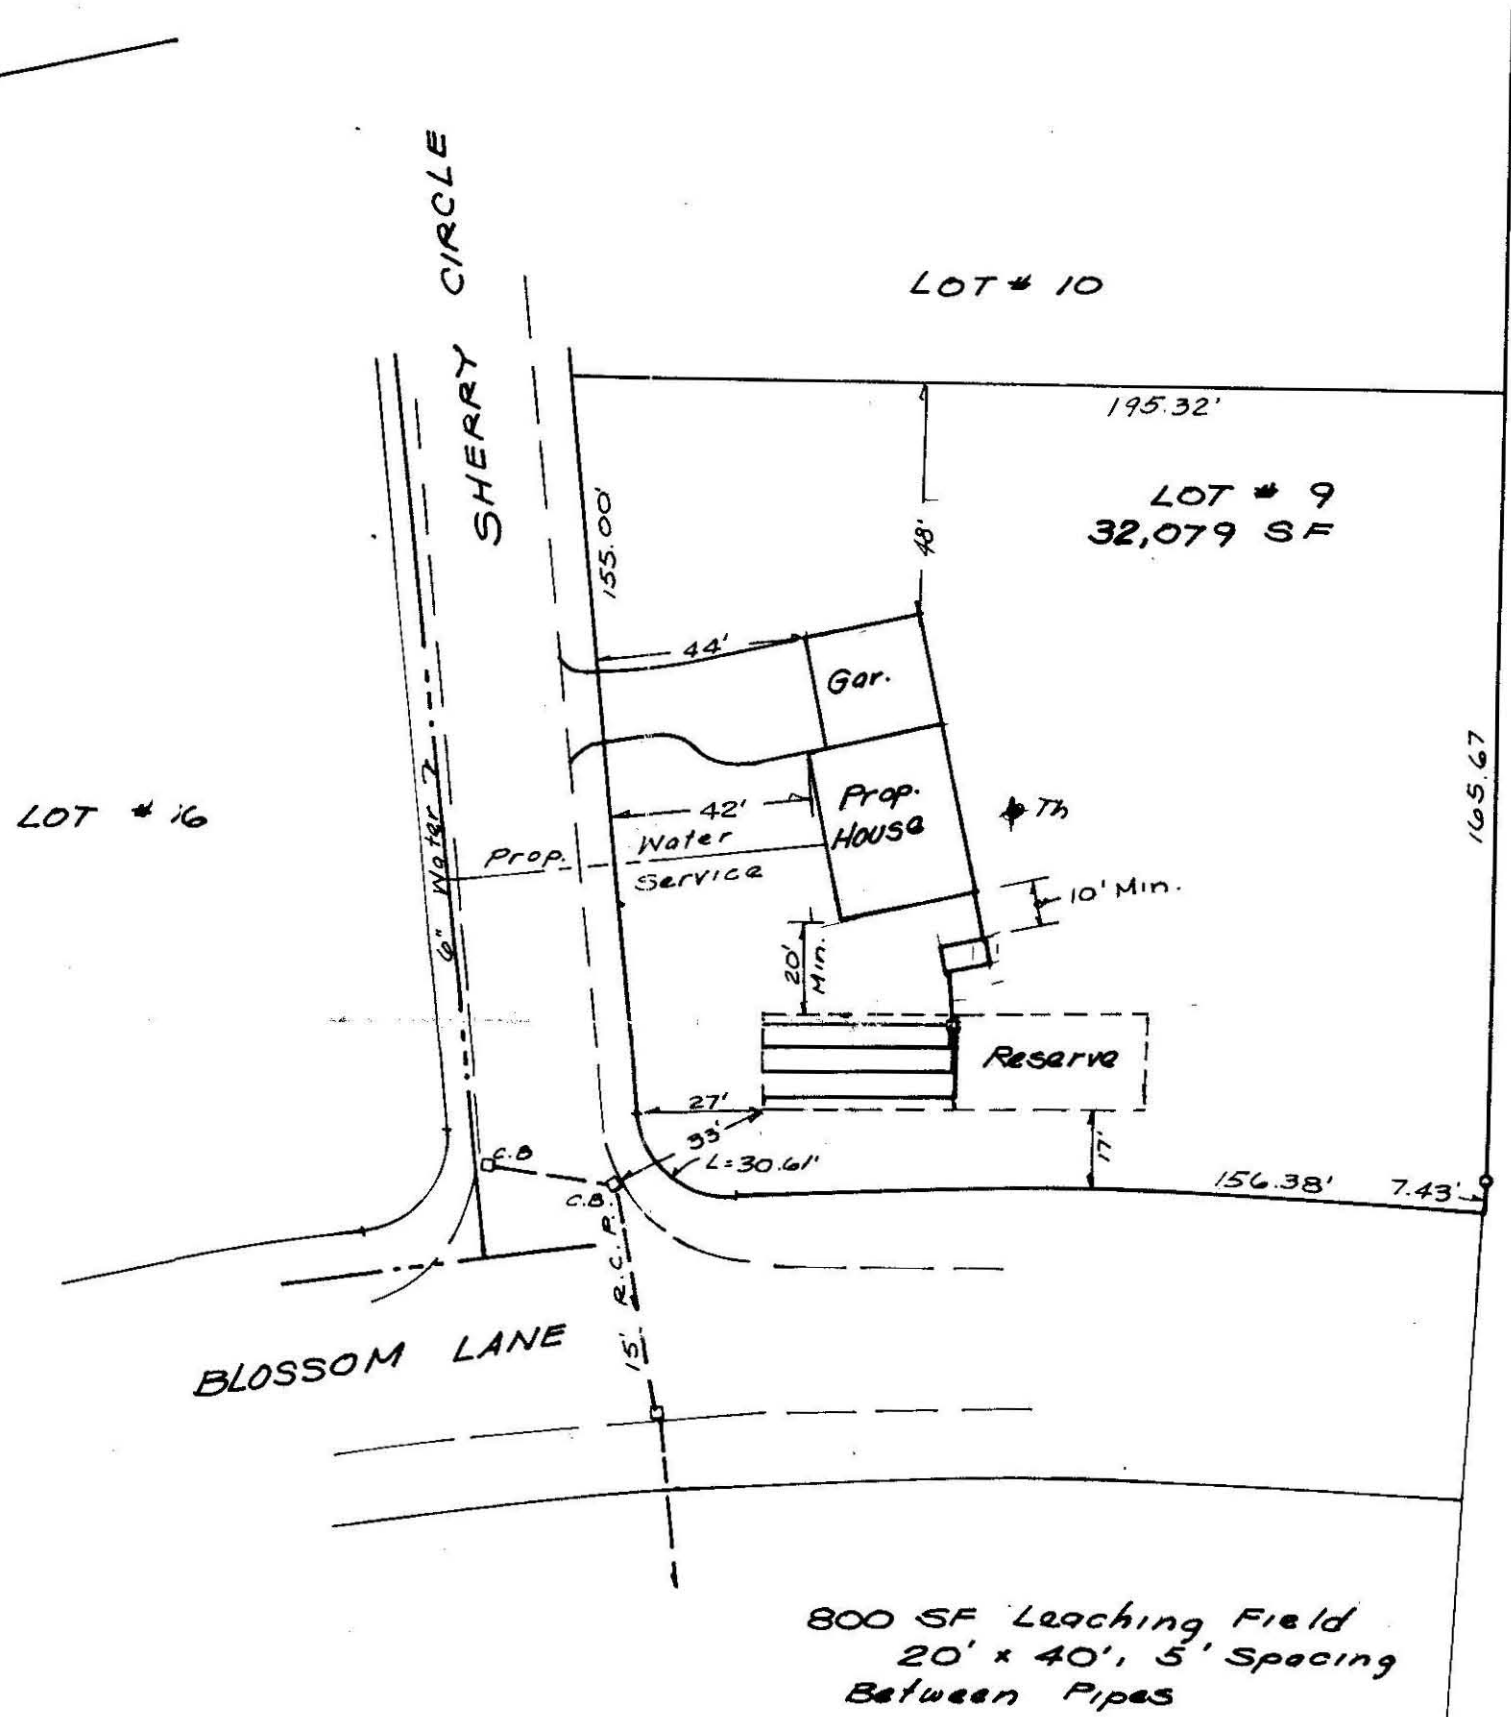 SHERRY CIRCLE
LOT # 10
195.32'
LOT # 9
32,079 SF
155.00'
48'
44'
Gar.
165.67
LOT # 16
6" Water
42'
Prop.
House
Th
Prop. Water
Service
10' Min.
20'
Min.
Reserve
27'
33'
L=30.61'
17'
C.B
C.B.
156.38'
7.43'
15' R.C.P.
BLOSSOM LANE
800 SF Leaching Field
20' x 40', 5' Spacing
Between Pipes